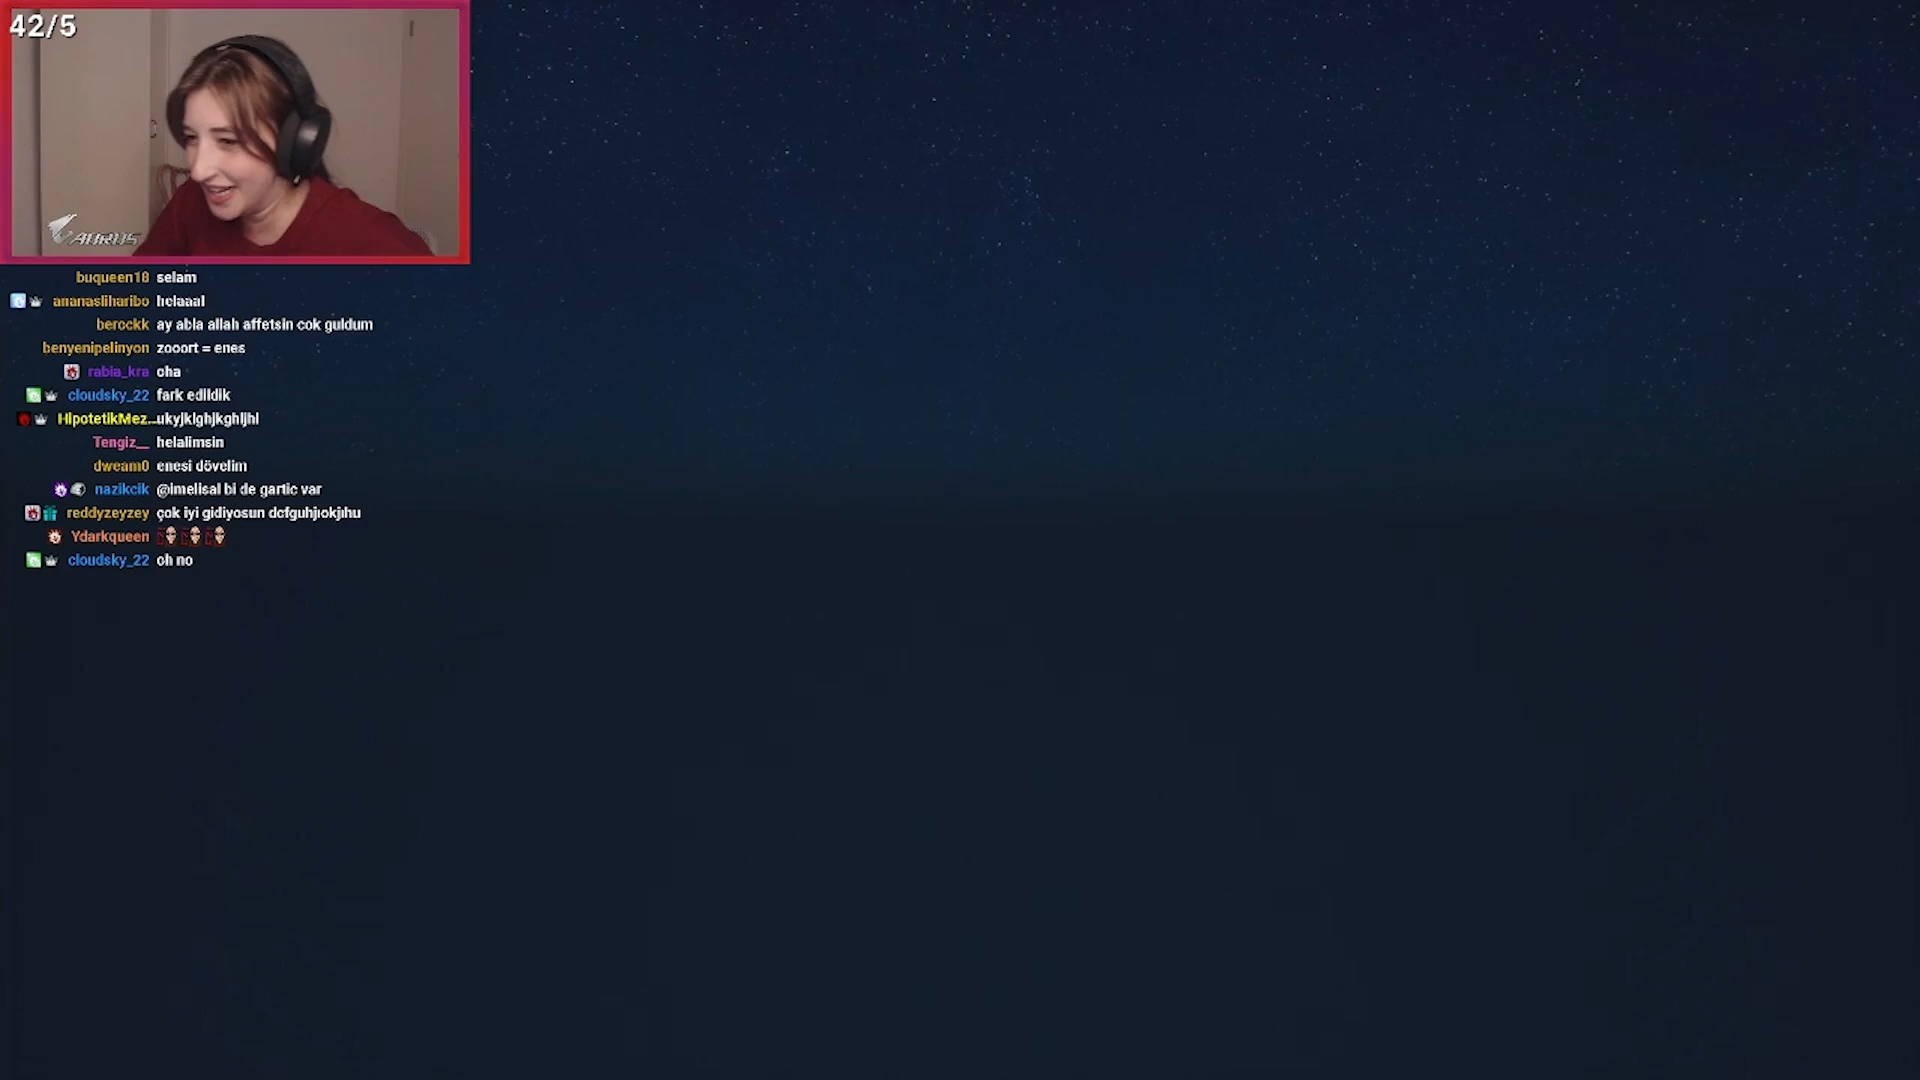 42/5
AORUS
buqueen18 selam
ananasliharibo helaaal
berockk ay abla allah affetsin cok guldum
benyenipelinyon zooort = enes
rabia_kra oha
cloudsky_22 fark edildik
HipotetikMez... ukyjklghjkghljhl
Tengiz__ helalimsin
dweam0 enesi dövelim
nazikcik @imelisal bi de gartic var
reddyzeyzey çok iyi gidiyosun dcfguhjıokjıhu
Ydarkqueen
cloudsky_22 oh no